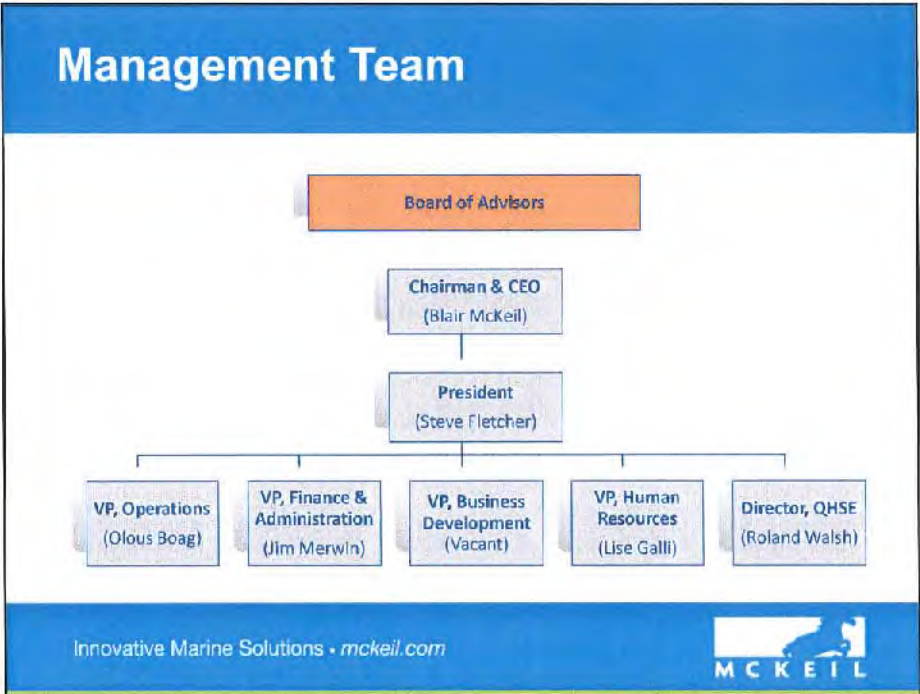 Management Team
Board of Advisors
Chairman & CEO
(Blair McKeil)
President
(Steve Fletcher)
VP, Operations
(Olous Boag)
VP, Finance &
Administration
(Jim Merwin)
VP, Business
Development
(Vacant)
VP, Human
Resources
(Lise Galli)
Director, QHSE
(Roland Walsh)
Innovative Marine Solutions • mckeil.com
MCKEIL